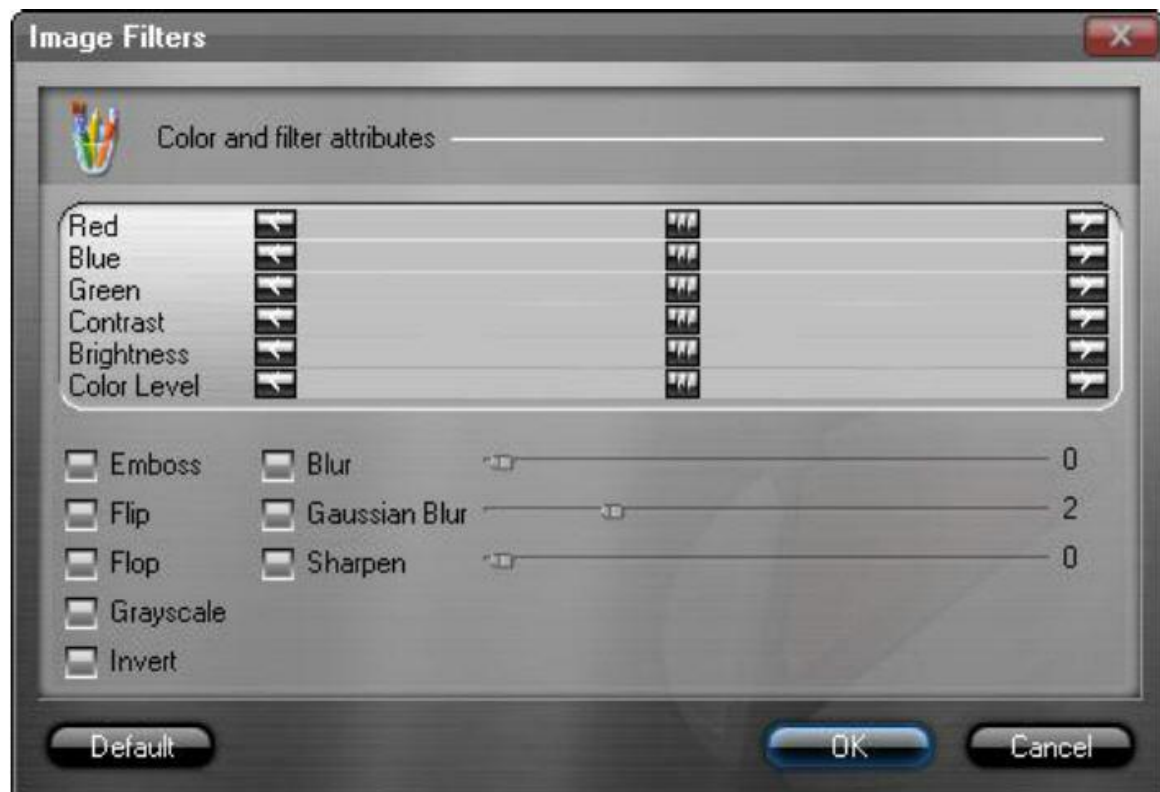 Image Filters
Color and filter attributes
Red
Blue
Green
Contrast
Brightness
Color Level
Emboss
Blur
0
Flip
Gaussian Blur
2
Flop
Sharpen
0
Grayscale
Invert
Default
OK
Cancel